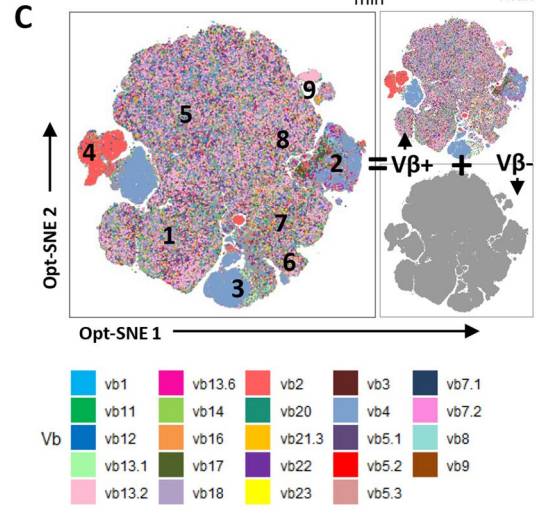 C
5
9
8
4
2
= Vβ+ + Vβ-
1
7
6
3
Opt-SNE 2
Opt-SNE 1
Vb
vb1
vb11
vb12
vb13.1
vb13.2
vb13.6
vb14
vb16
vb17
vb18
vb2
vb20
vb21.3
vb22
vb23
vb3
vb4
vb5.1
vb5.2
vb5.3
vb7.1
vb7.2
vb8
vb9